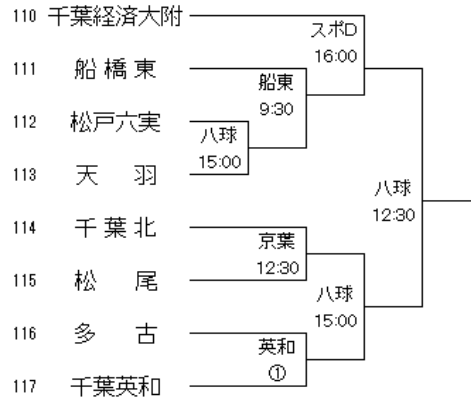 110 千葉経済大附
スポD
16:00
111 船橋東
船東
9:30
112 松戸六実
八球
15:00
113 天羽
八球
12:30
114 千葉北
京葉
12:30
115 松尾
八球
15:00
116 多古
英和
①
117 千葉英和